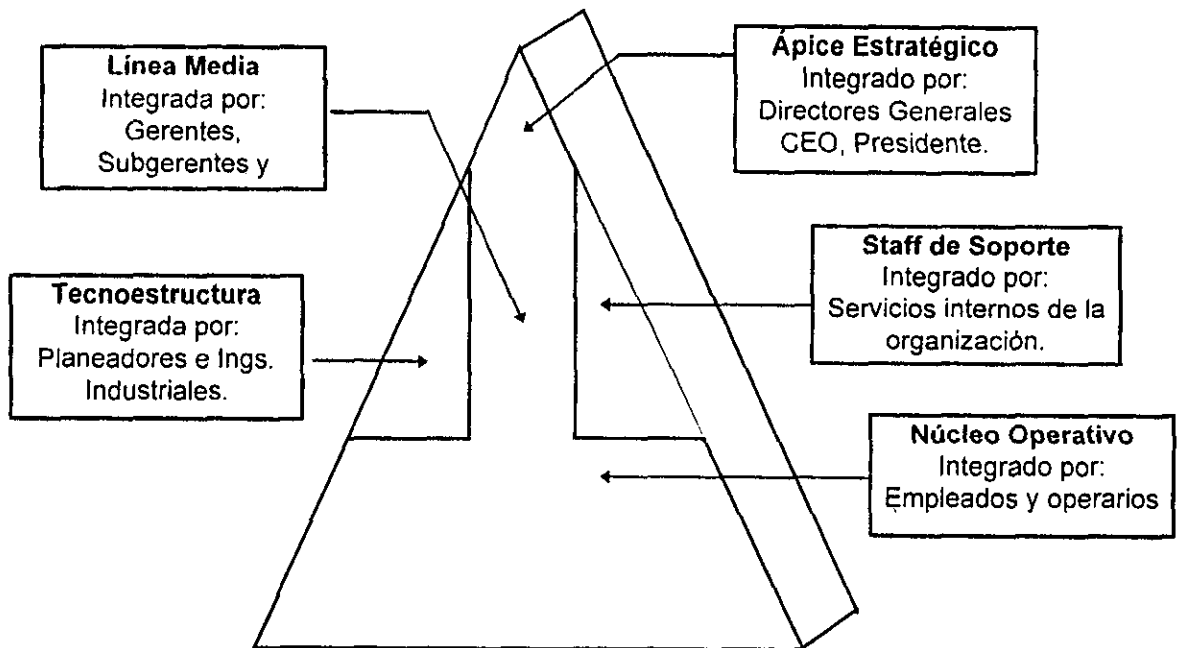 Línea Media
Integrada por:
Gerentes,
Subgerentes y
Ápice Estratégico
Integrado por:
Directores Generales
CEO, Presidente.
Tecnoestructura
Integrada por:
Planeadores e Ings.
Industriales.
Staff de Soporte
Integrado por:
Servicios internos de la
organización.
Núcleo Operativo
Integrado por:
Empleados y operarios